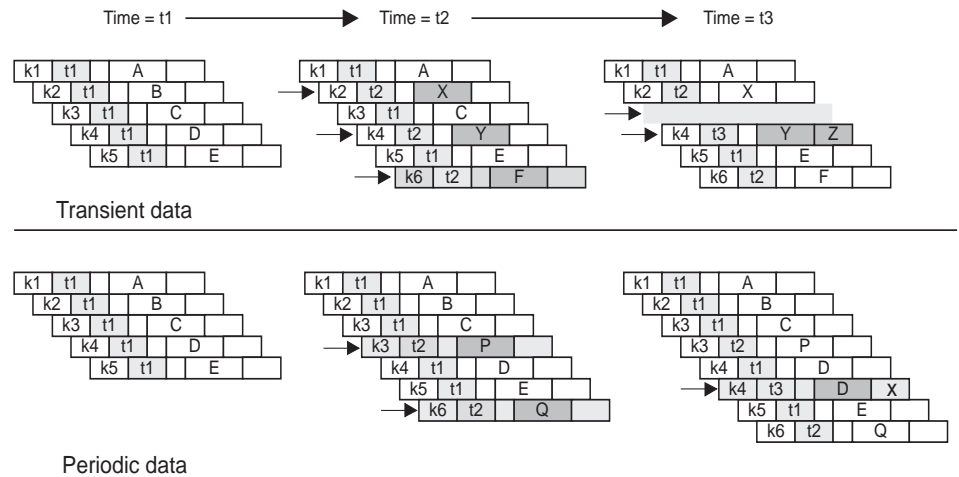 Time = t1 Time = t2 Time = t3
k1 t1 A
k2 t1 B
k3 t1 C
k4 t1 D
k5 t1 E
k1 t1 A
k2 t2 X
k3 t1 C
k4 t2 Y
k5 t1 E
k6 t2 F
k1 t1 A
k2 t2 X
k4 t3 Y Z
k5 t1 E
k6 t2 F
Transient data
k1 t1 A
k2 t1 B
k3 t1 C
k4 t1 D
k5 t1 E
k1 t1 A
k2 t1 B
k3 t1 C
k3 t2 P
k4 t1 D
k5 t1 E
k6 t2 Q
k1 t1 A
k2 t1 B
k3 t1 C
k3 t2 P
k4 t1 D
k4 t3 D X
k5 t1 E
k6 t2 Q
Periodic data